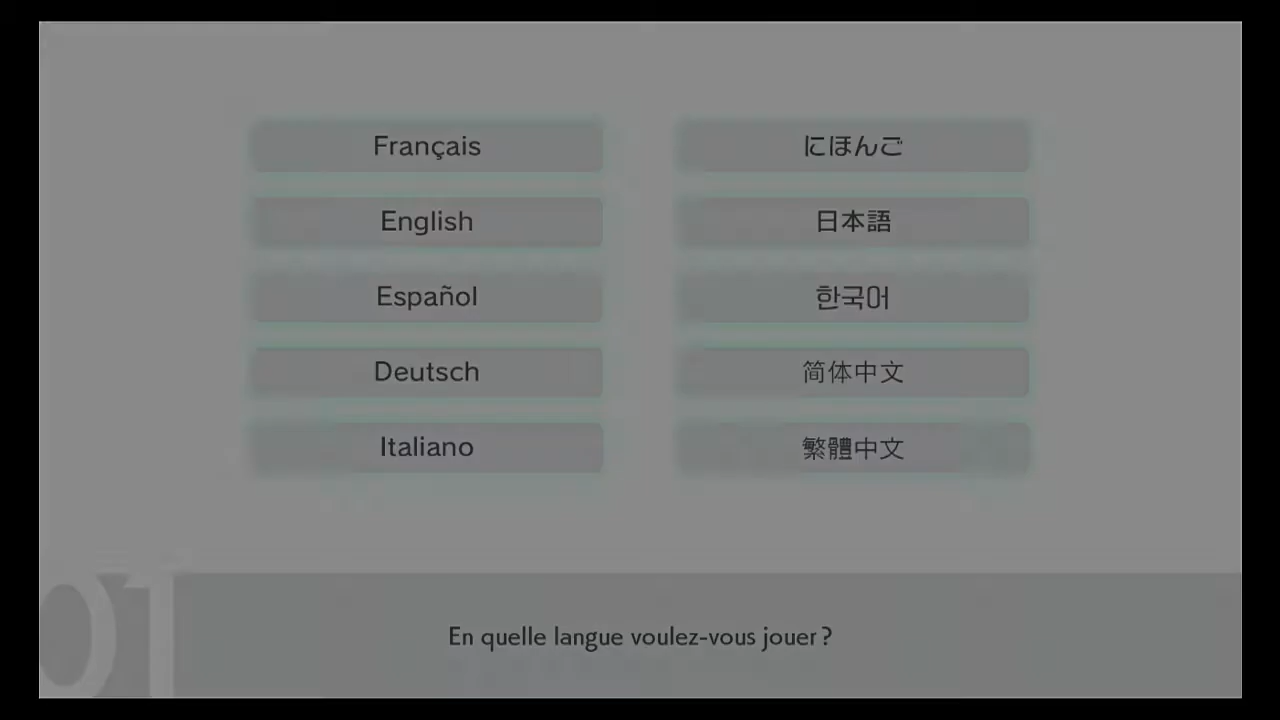 Français
English
Español
Deutsch
Italiano
にほんご
日本語
한국어
简体中文
繁體中文
01
En quelle langue voulez-vous jouer ?